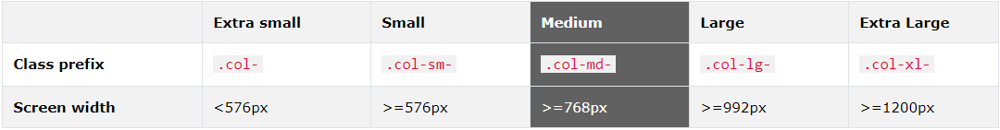 Extra small Small Medium Large Extra Large
Class prefix .col- .col-sm- .col-md- .col-lg- .col-xl-
Screen width <576px >=576px >=768px >=992px >=1200px